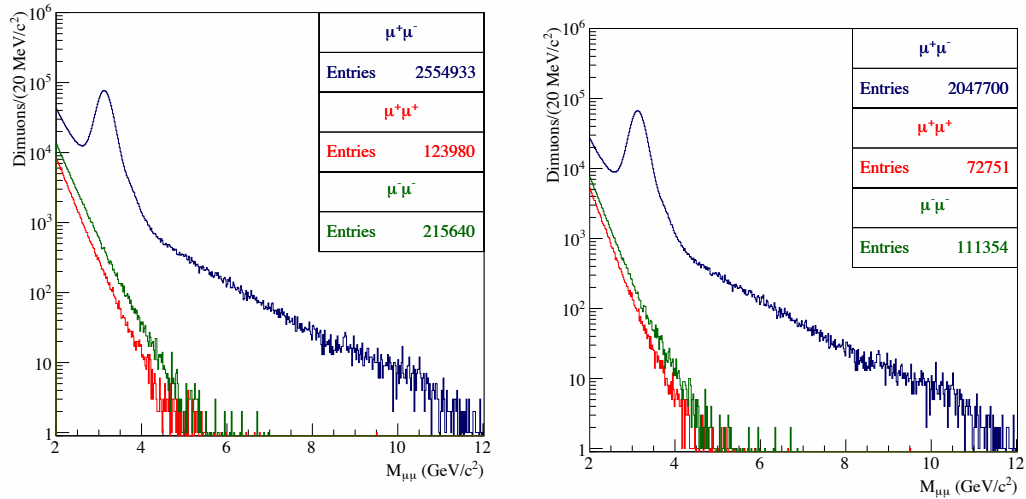 Dimuons/(20 MeV/c²)
10⁶
10⁵
10⁴
10³
10²
10
1
2 4 6 8 10 12
M_μμ (GeV/c²)
μ⁺μ⁻
Entries 2554933
μ⁺μ⁺
Entries 123980
μ⁻μ⁻
Entries 215640
Dimuons/(20 MeV/c²)
10⁶
10⁵
10⁴
10³
10²
10
1
2 4 6 8 10 12
M_μμ (GeV/c²)
μ⁺μ⁻
Entries 2047700
μ⁺μ⁺
Entries 72751
μ⁻μ⁻
Entries 111354